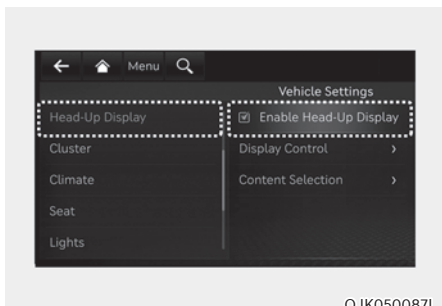 Menu
Vehicle Settings
Head-Up Display
Enable Head-Up Display
Cluster
Display Control
Climate
Content Selection
Seat
Lights
OJK050087L